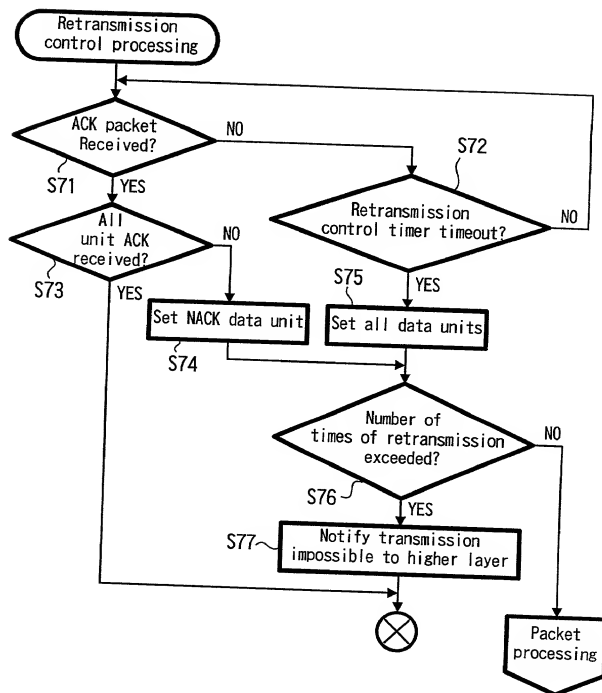 Retransmission
control processing
ACK packet
Received?
NO
S71
YES
S72
Retransmission
control timer timeout?
NO
YES
All
unit ACK
received?
NO
S73
YES
S75
Set NACK data unit
S74
Set all data units
Number of
times of retransmission
exceeded?
NO
S76
YES
S77
Notify transmission
impossible to higher layer
Packet
processing